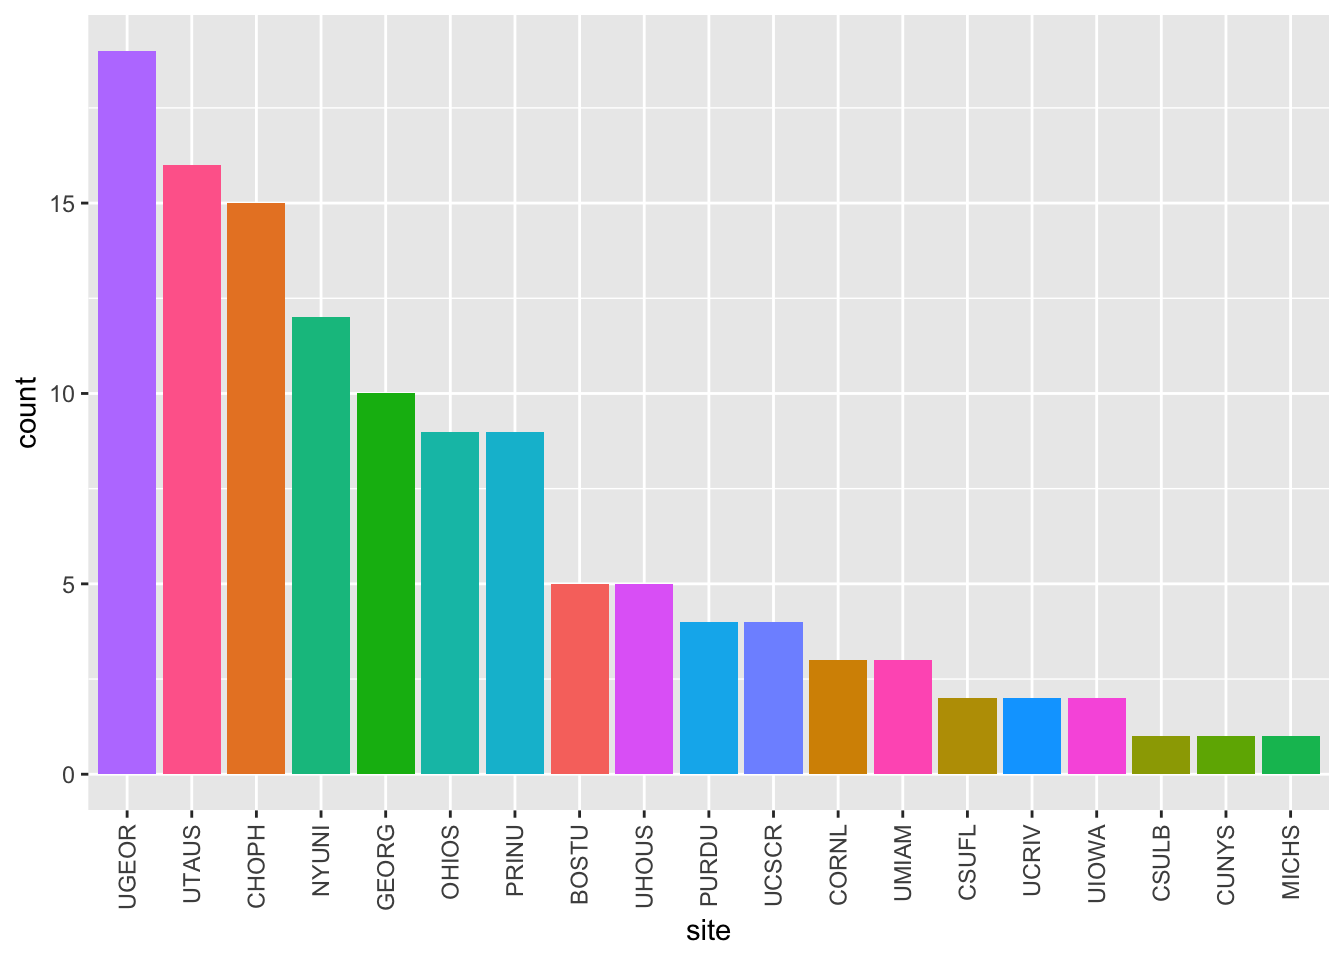 count
15
10
5
0
UGEOR
UTAUS
CHOPH
NYUNI
GEORG
OHIOS
PRINU
BOSTU
UHOUS
PURDU
UCSCR
CORNL
UMIAM
CSUFL
UCRIV
UIOWA
CSULB
CUNYS
MICHS
site